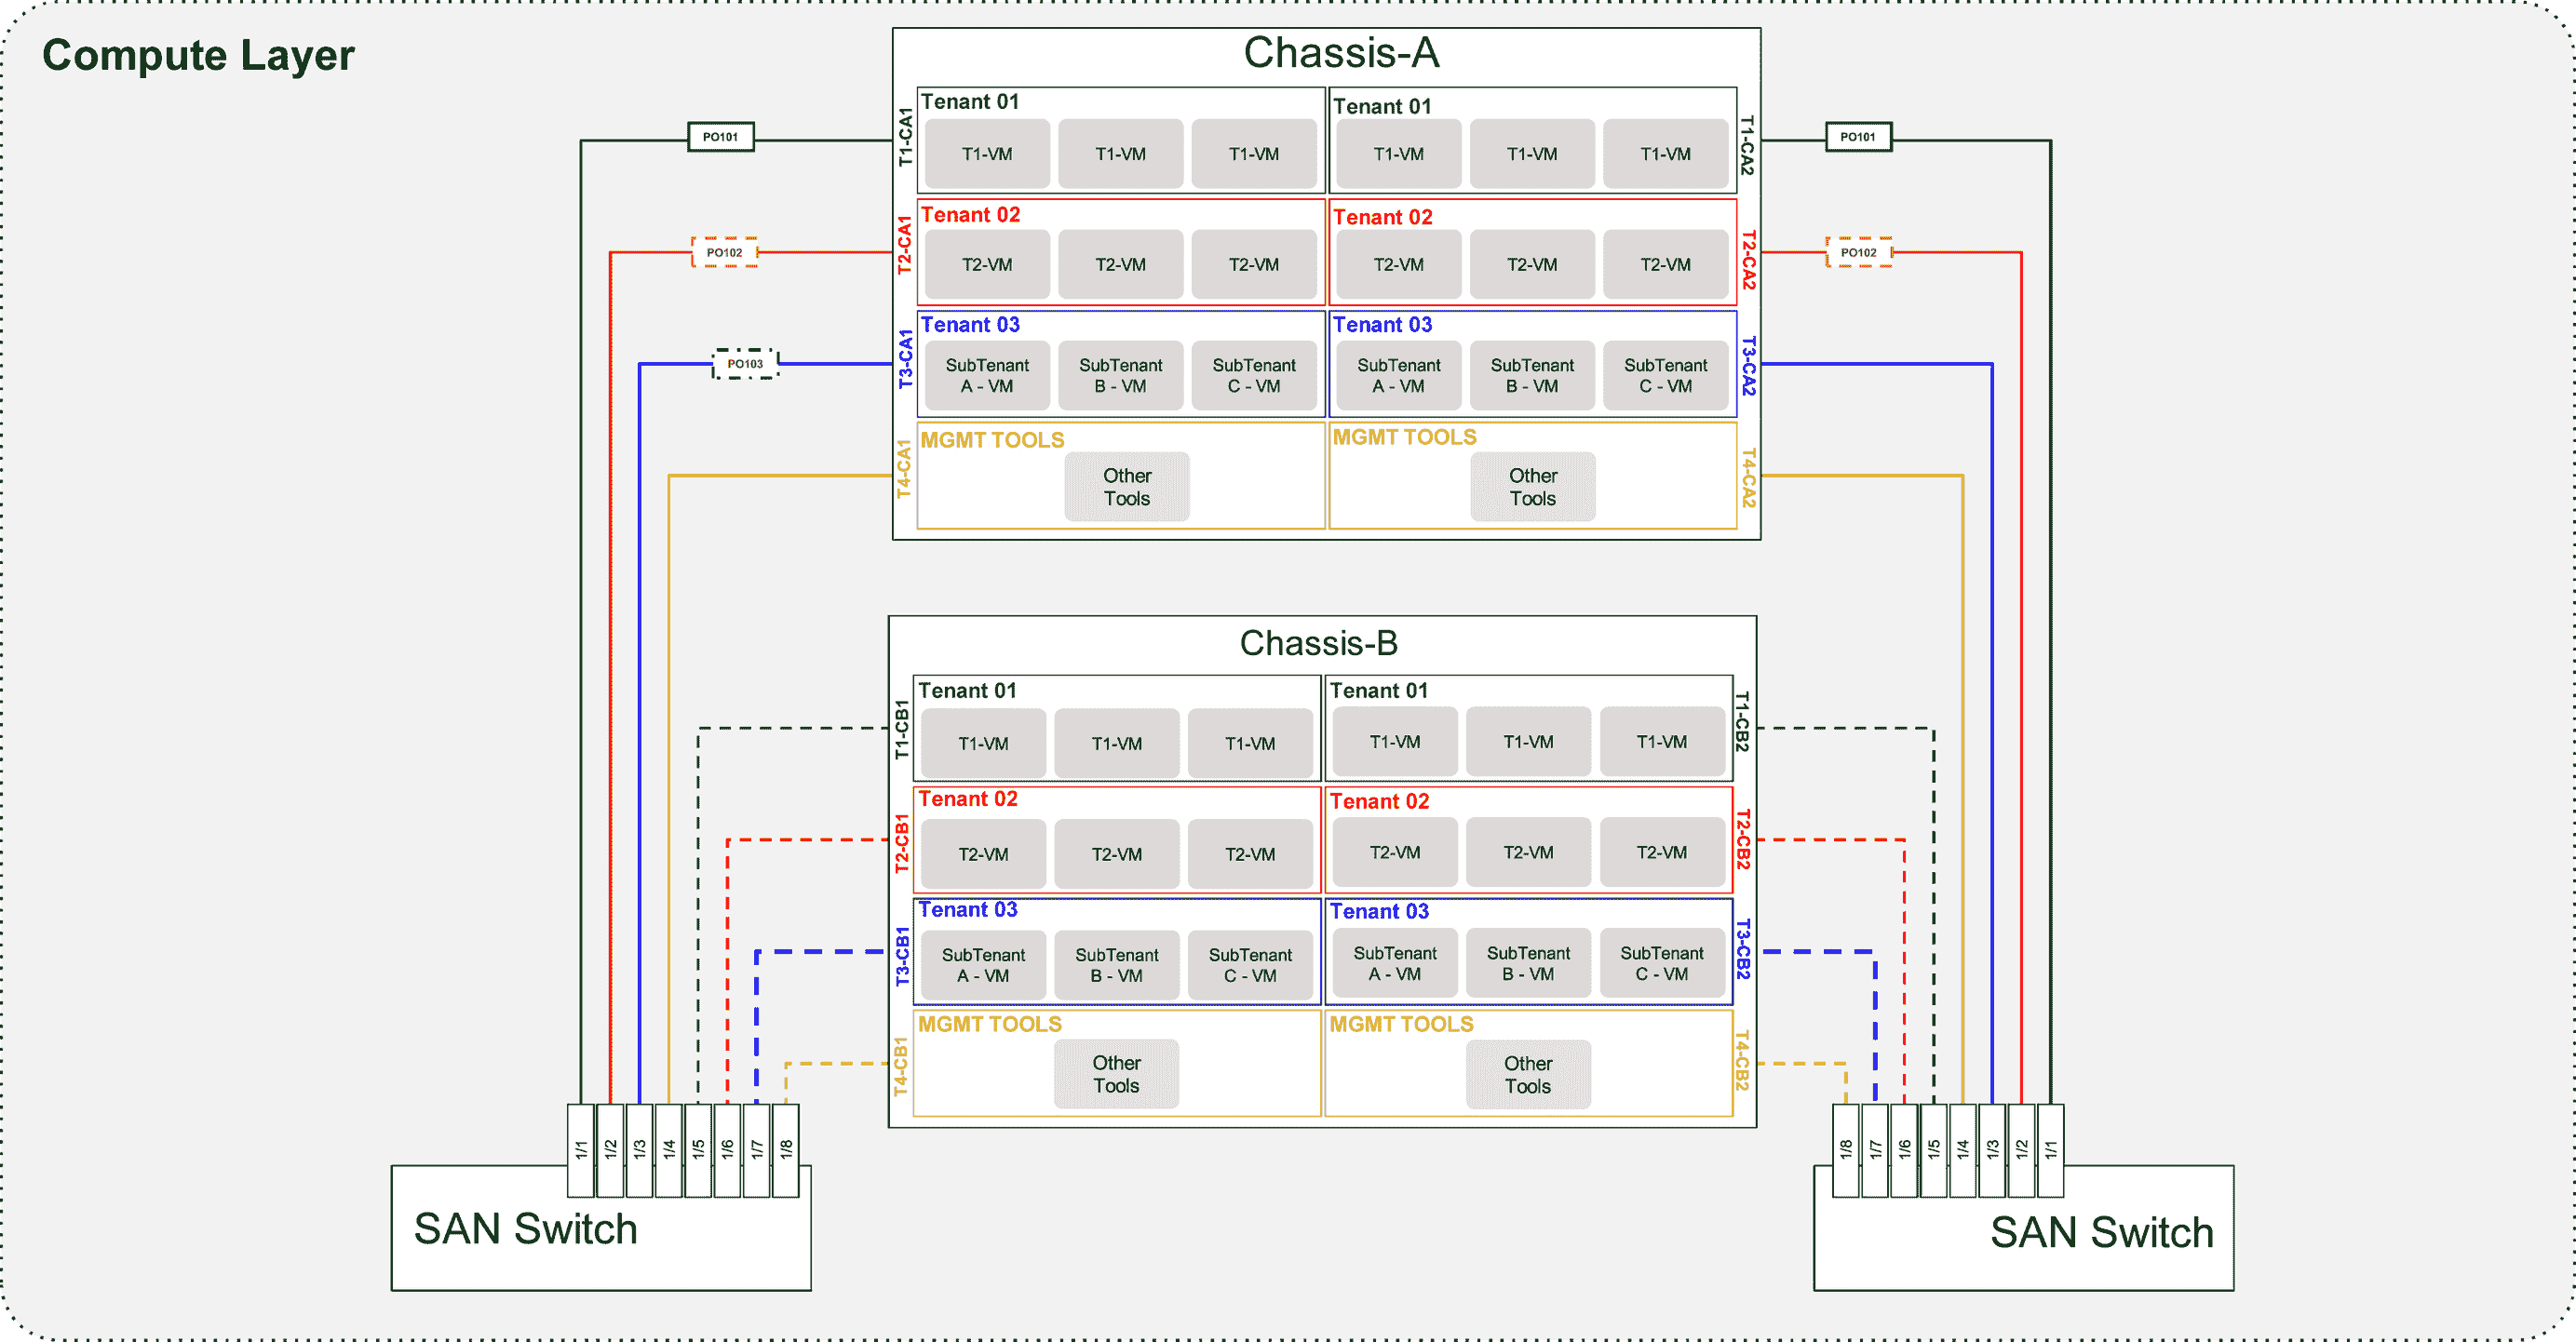 Compute Layer
Chassis-A
T1-CA1
Tenant 01
T1-VM
T1-VM
T1-VM
Tenant 01
T1-VM
T1-VM
T1-VM
T1-CA2
PO101
PO101
T2-CA1
Tenant 02
T2-VM
T2-VM
T2-VM
Tenant 02
T2-VM
T2-VM
T2-VM
T2-CA2
PO102
PO102
T3-CA1
Tenant 03
SubTenant
A - VM
SubTenant
B - VM
SubTenant
C - VM
Tenant 03
SubTenant
A - VM
SubTenant
B - VM
SubTenant
C - VM
T3-CA2
PO103
T4-CA1
MGMT TOOLS
Other
Tools
MGMT TOOLS
Other
Tools
T4-CA2
Chassis-B
T1-CB1
Tenant 01
T1-VM
T1-VM
T1-VM
Tenant 01
T1-VM
T1-VM
T1-VM
T1-CB2
T2-CB1
Tenant 02
T2-VM
T2-VM
T2-VM
Tenant 02
T2-VM
T2-VM
T2-VM
T2-CB2
T3-CB1
Tenant 03
SubTenant
A - VM
SubTenant
B - VM
SubTenant
C - VM
Tenant 03
SubTenant
A - VM
SubTenant
B - VM
SubTenant
C - VM
T3-CB2
T4-CB1
MGMT TOOLS
Other
Tools
MGMT TOOLS
Other
Tools
T4-CB2
1/1
1/2
1/3
1/4
1/5
1/6
1/7
1/8
SAN Switch
1/8
1/7
1/6
1/5
1/4
1/3
1/2
1/1
SAN Switch